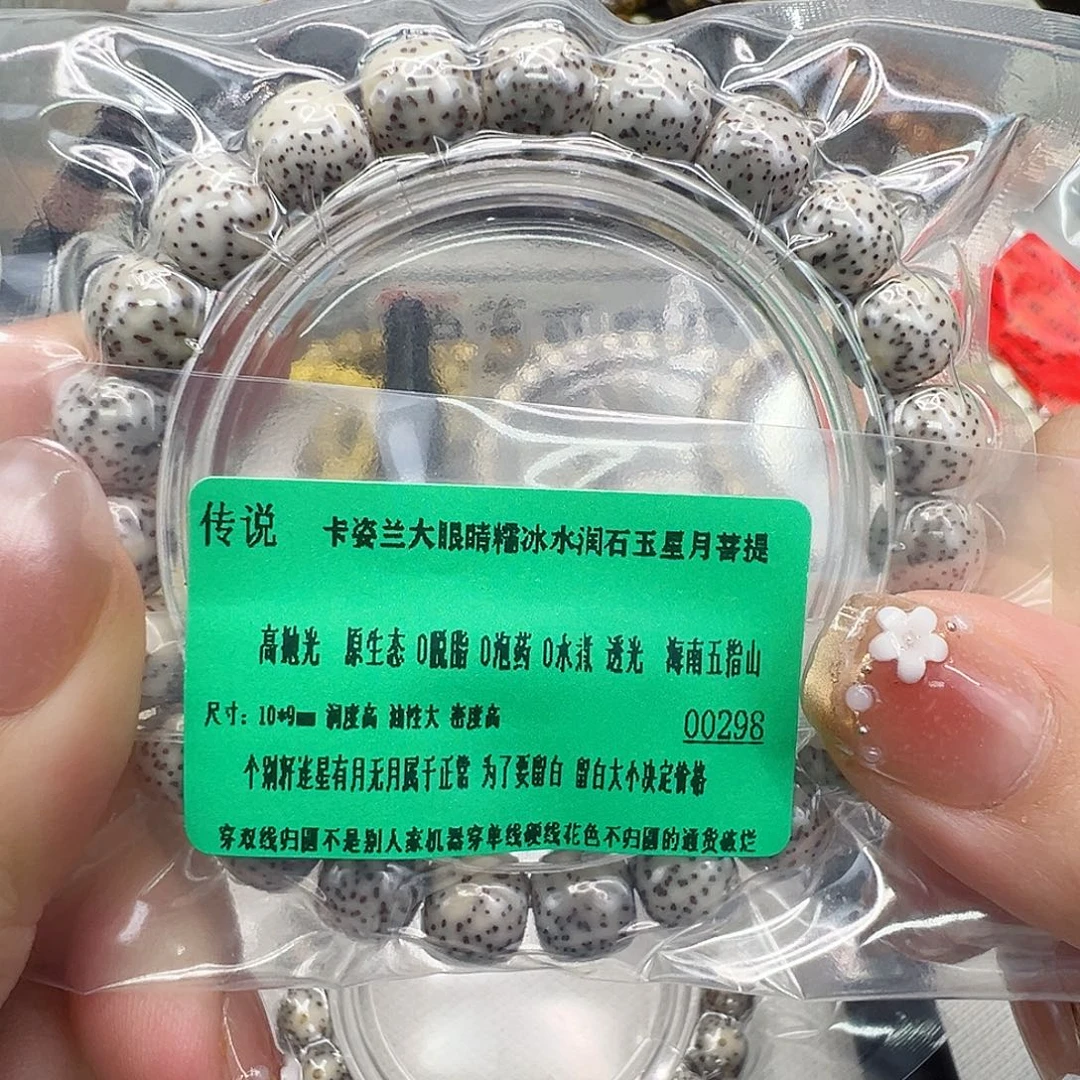 传说 卡姿兰大眼睛糯冰水润石玉星月菩提
高抛光 原生态 0脱脂 0泡药 0水煮 透光 海南五指山
尺寸：10*9mm 润度高 油性大 密度高 00298
个别籽连星有月无月属于正常 为了要留白 留白大小决定价格
穿双线归圆不是别人家机器穿单线硬线花色不归圆的通货破烂